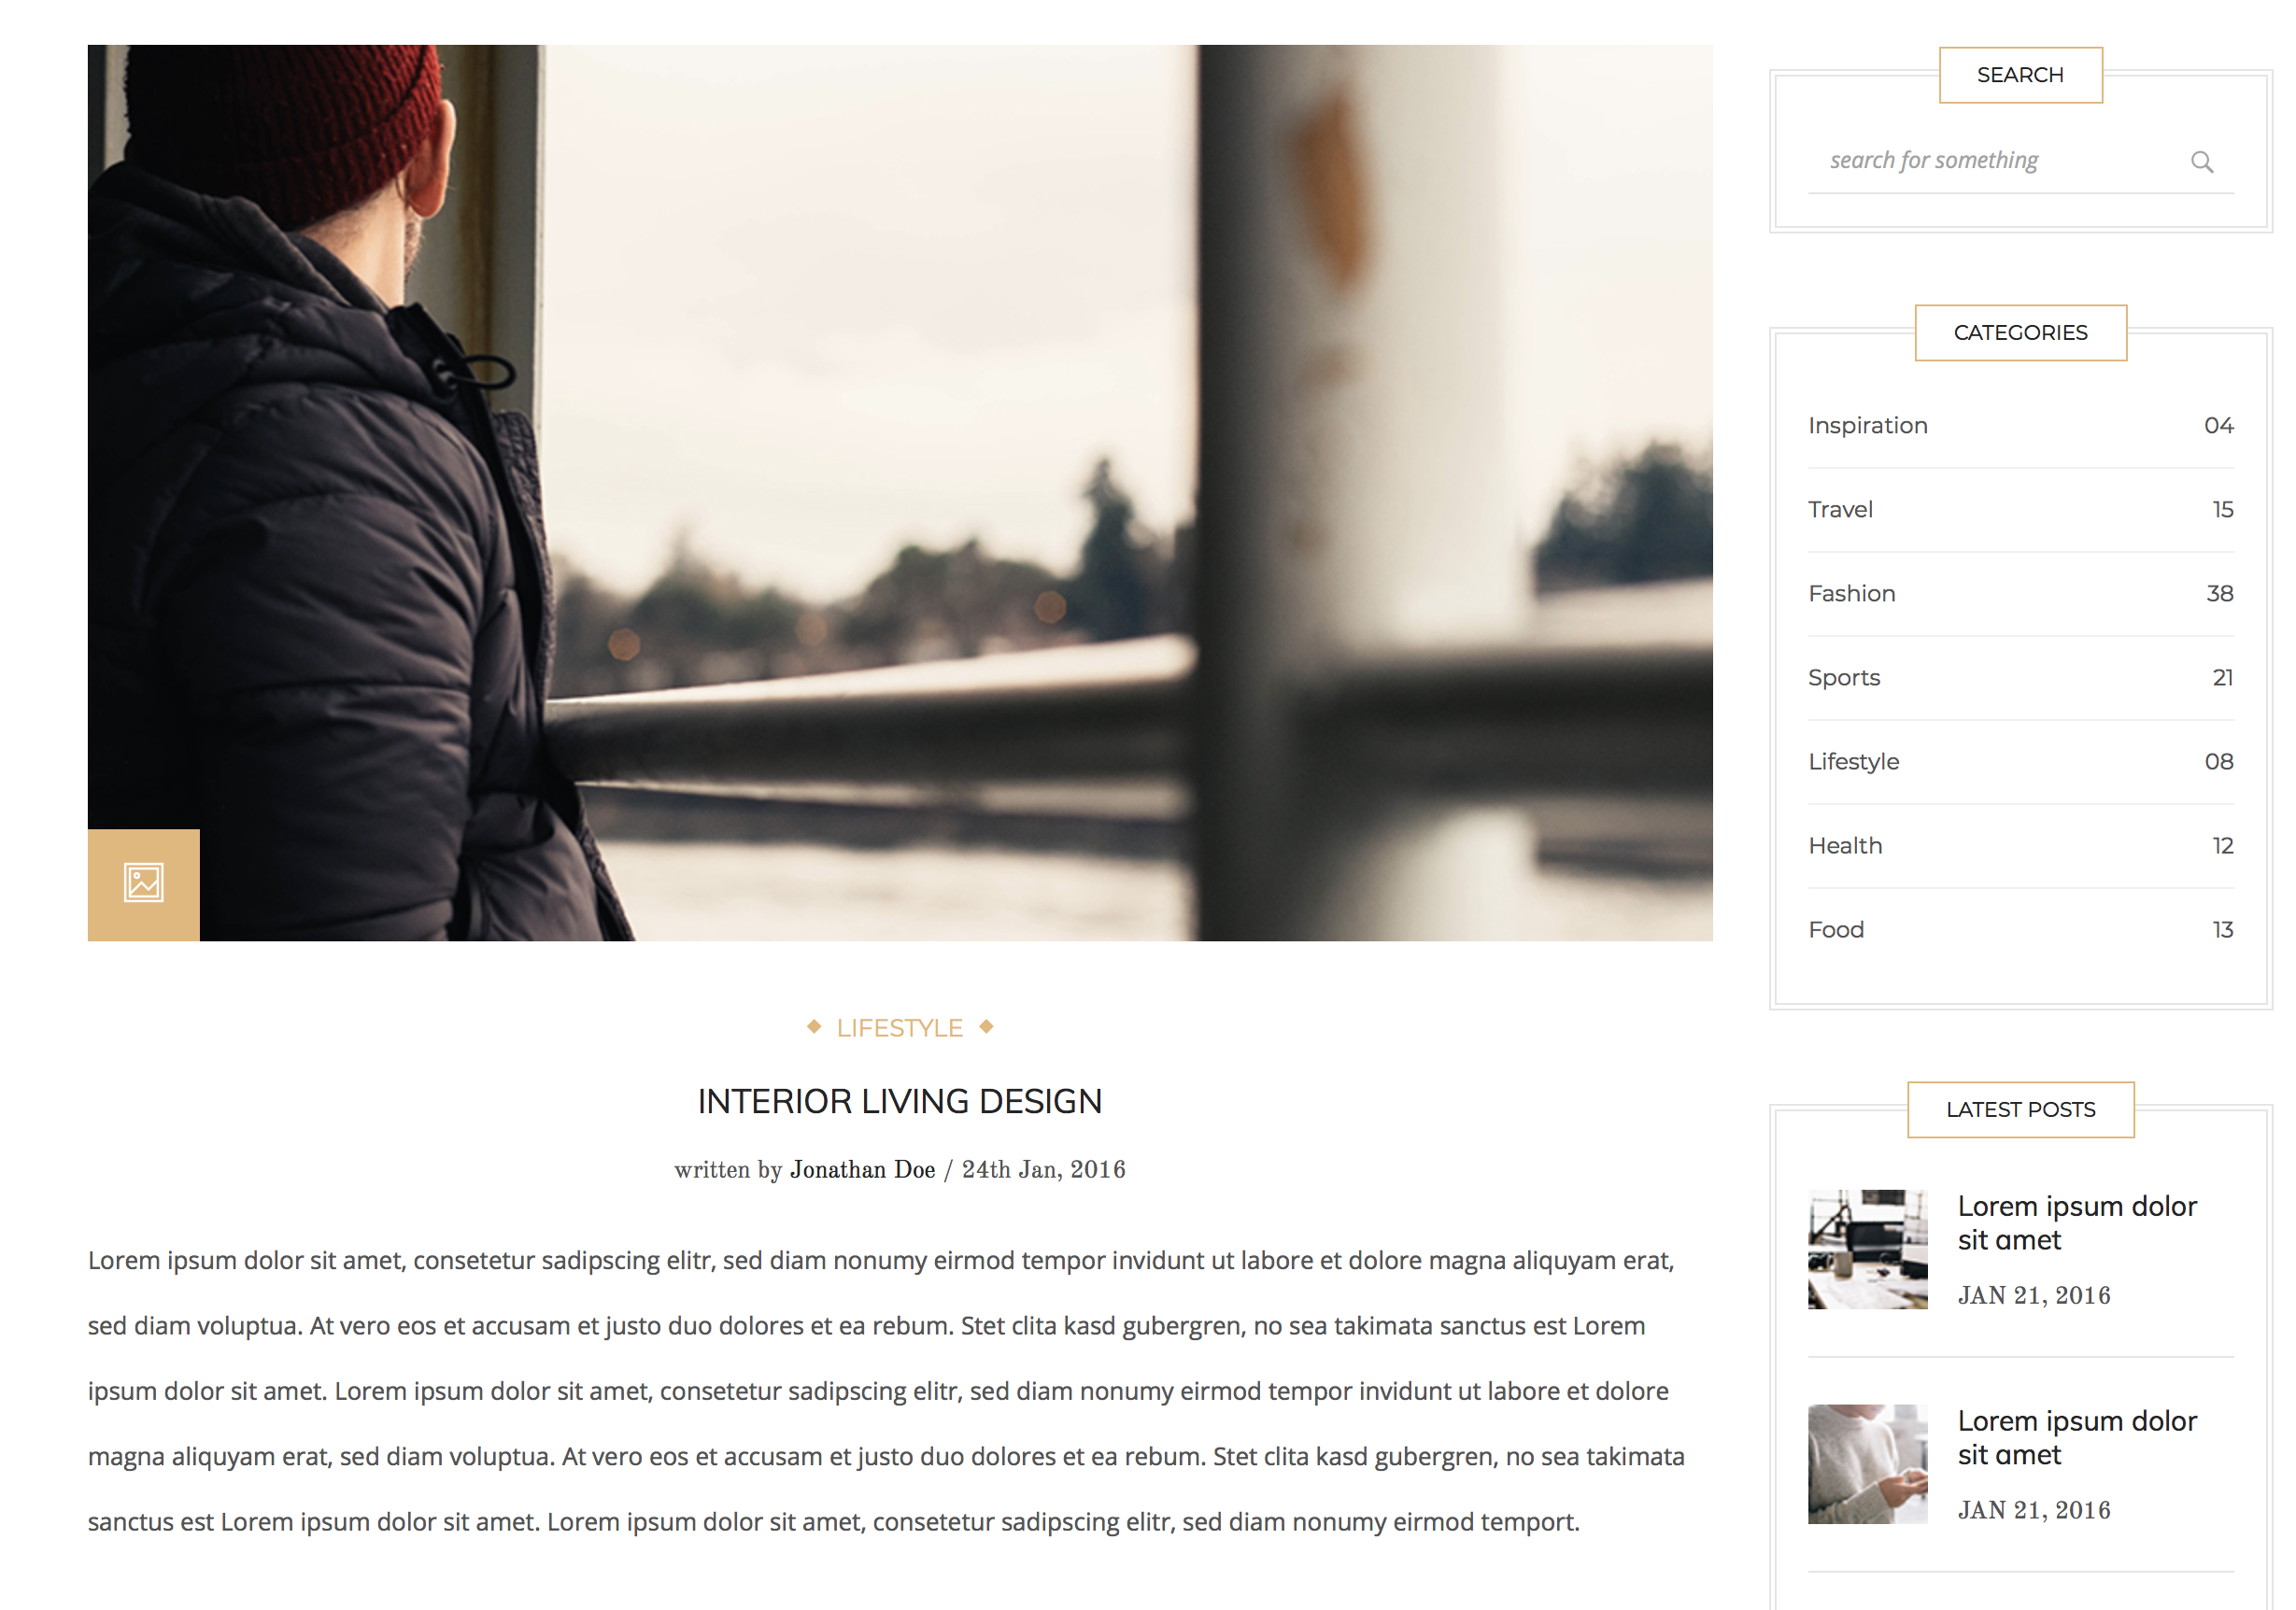 SEARCH
search for something
CATEGORIES
Inspiration 04
Travel 15
Fashion 38
Sports 21
Lifestyle 08
Health 12
Food 13
LIFESTYLE
INTERIOR LIVING DESIGN
written by Jonathan Doe / 24th Jan, 2016
Lorem ipsum dolor sit amet, consetetur sadipscing elitr, sed diam nonumy eirmod tempor invidunt ut labore et dolore magna aliquyam erat,
sed diam voluptua. At vero eos et accusam et justo duo dolores et ea rebum. Stet clita kasd gubergren, no sea takimata sanctus est Lorem
ipsum dolor sit amet. Lorem ipsum dolor sit amet, consetetur sadipscing elitr, sed diam nonumy eirmod tempor invidunt ut labore et dolore
magna aliquyam erat, sed diam voluptua. At vero eos et accusam et justo duo dolores et ea rebum. Stet clita kasd gubergren, no sea takimata
sanctus est Lorem ipsum dolor sit amet. Lorem ipsum dolor sit amet, consetetur sadipscing elitr, sed diam nonumy eirmod temport.
LATEST POSTS
Lorem ipsum dolor
sit amet
JAN 21, 2016
Lorem ipsum dolor
sit amet
JAN 21, 2016